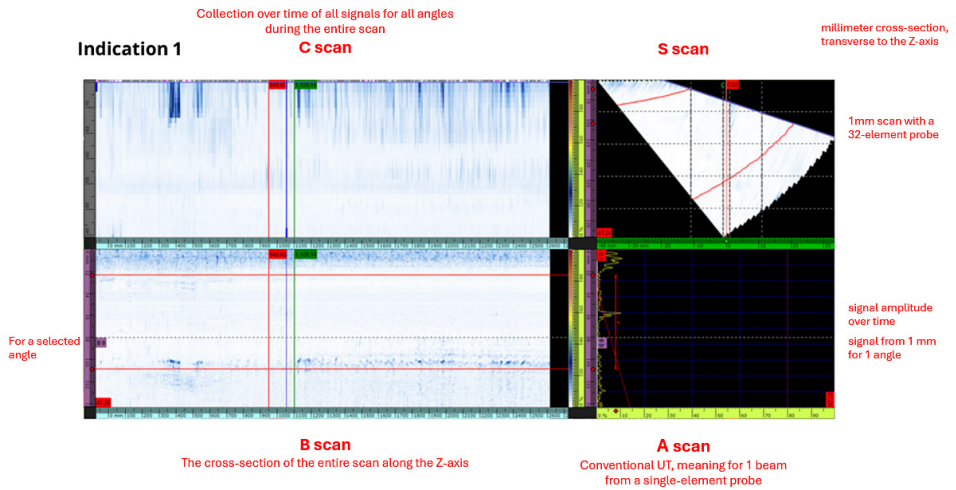 Collection over time of all signals for all angles
during the entire scan
millimeter cross-section,
transverse to the Z-axis
Indication 1
C scan
S scan
1mm scan with a
32-element probe
For a selected
angle
signal amplitude
over time
signal from 1 mm
for 1 angle
B scan
The cross-section of the entire scan along the Z-axis
A scan
Conventional UT, meaning for 1 beam
from a single-element probe